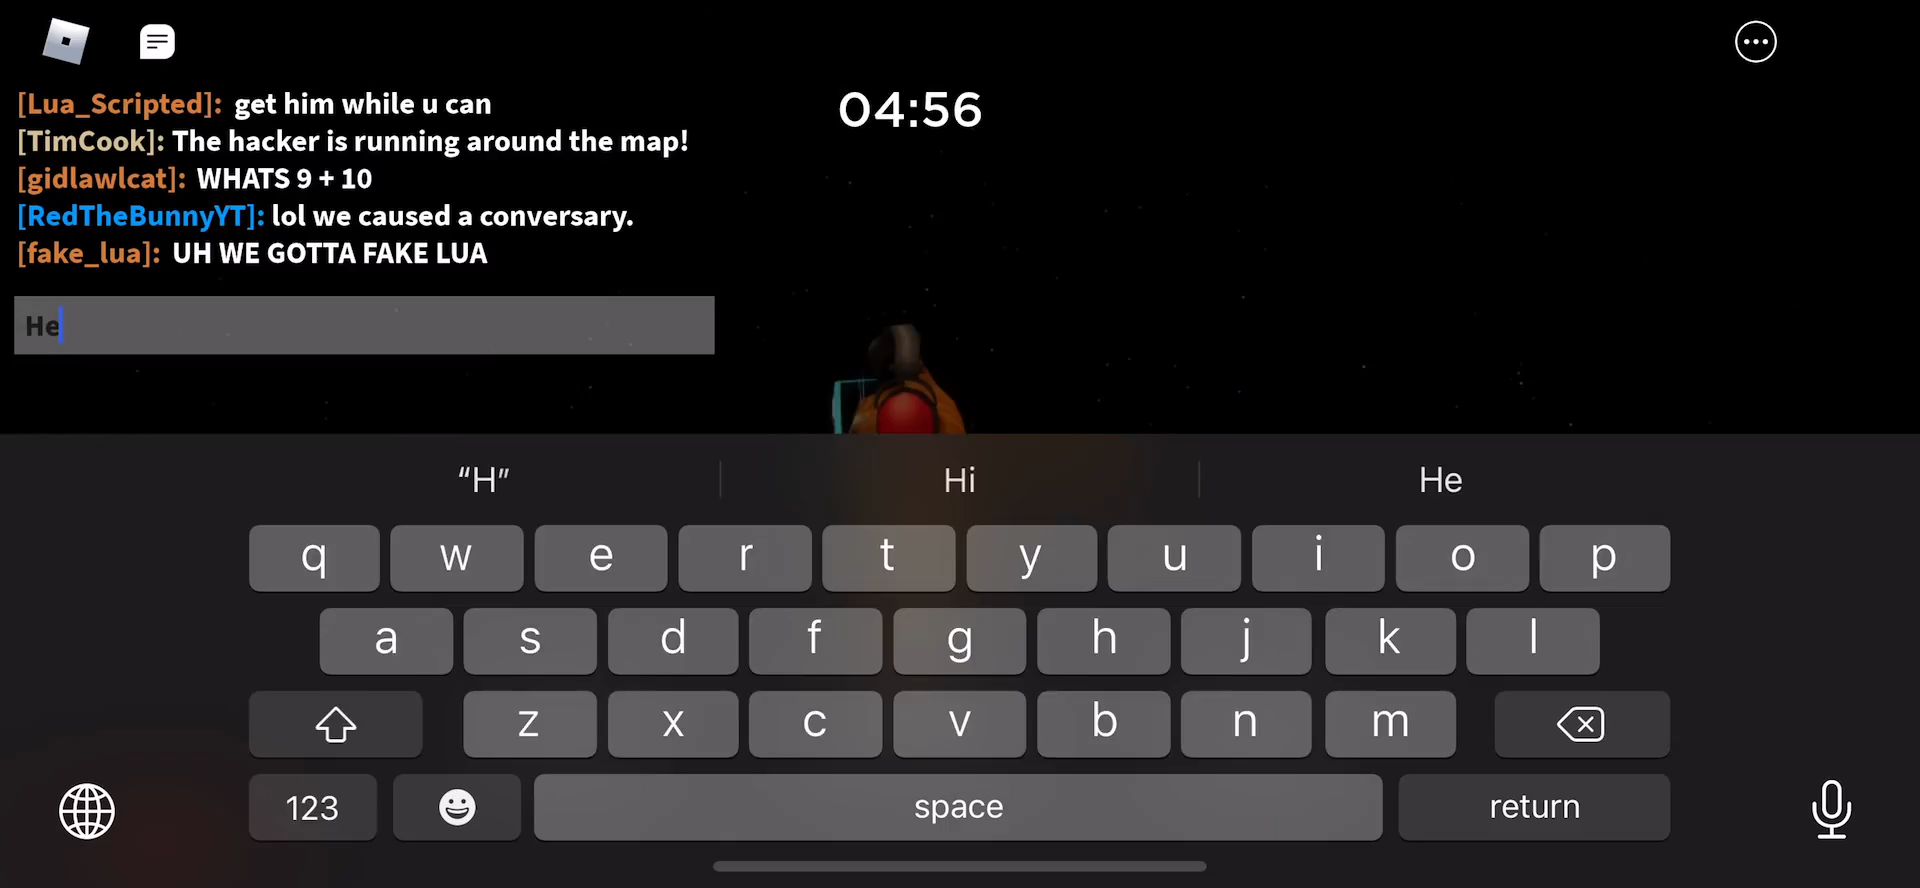 [Lua_Scripted]: get him while u can
04:56
[TimCook]: The hacker is running around the map!
[gidlawlcat]: WHATS 9 + 10
[RedTheBunnyYT]: lol we caused a conversary.
[fake_lua]: UH WE GOTTA FAKE LUA
He
“H” Hi He
q w e r t y u i o p
a s d f g h j k l
z x c v b n m
123 space return